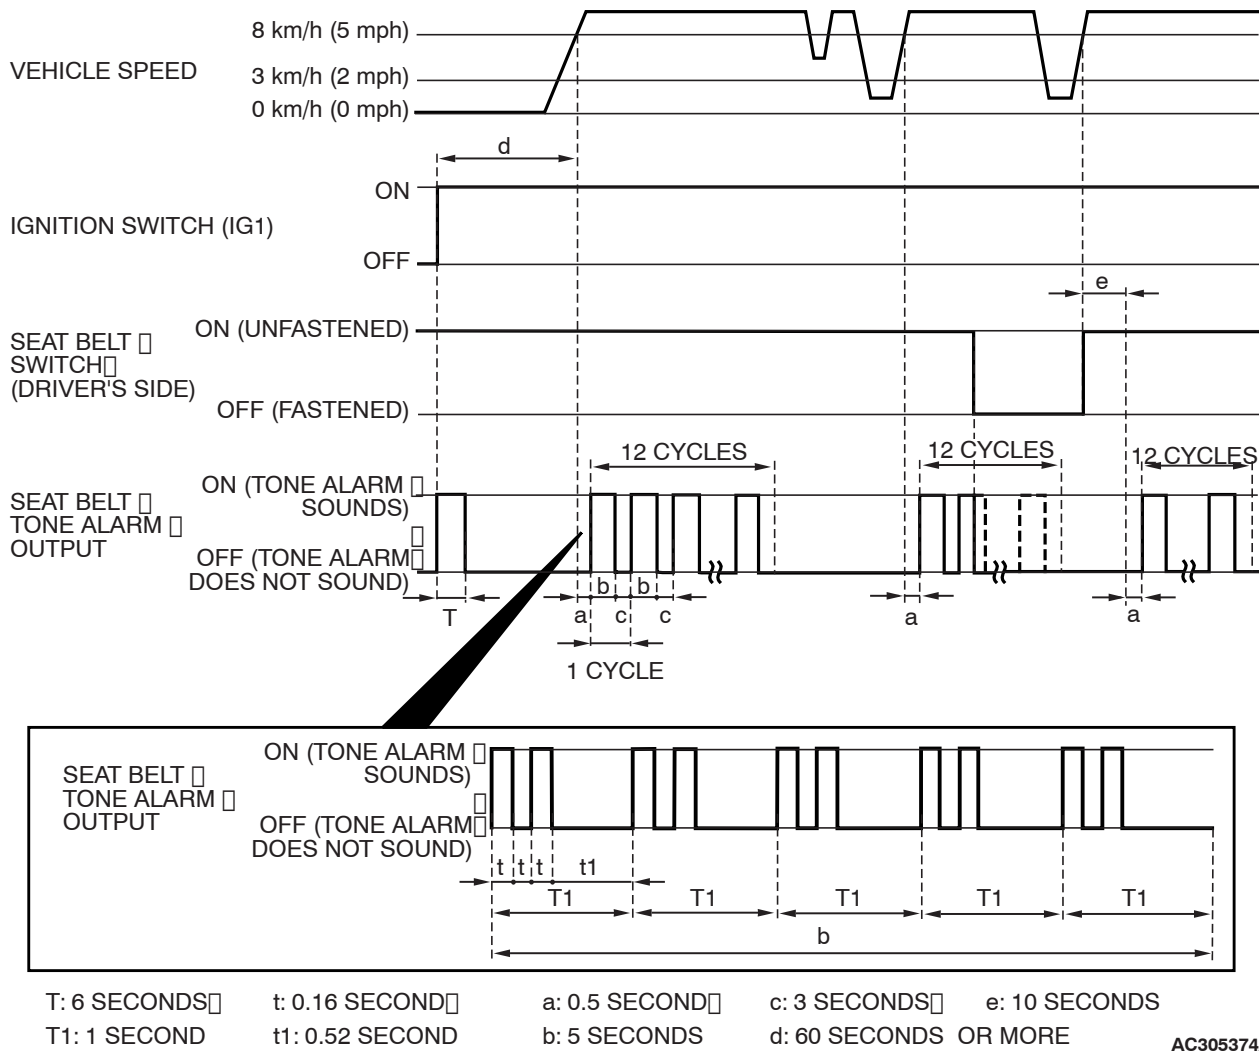 8 km/h (5 mph)
VEHICLE SPEED
3 km/h (2 mph)
0 km/h (0 mph)
d
ON
IGNITION SWITCH (IG1)
OFF
e
ON (UNFASTENED)
SEAT BELT
SWITCH
(DRIVER'S SIDE)
OFF (FASTENED)
12 CYCLES
12 CYCLES
12 CYCLES
ON (TONE ALARM
SOUNDS)
SEAT BELT
TONE ALARM
OUTPUT
OFF (TONE ALARM
DOES NOT SOUND)
b b
T a c c a a
1 CYCLE
ON (TONE ALARM
SOUNDS)
SEAT BELT
TONE ALARM
OUTPUT
OFF (TONE ALARM
DOES NOT SOUND)
t t t t1
T1 T1 T1 T1 T1
b
T: 6 SECONDS t: 0.16 SECOND a: 0.5 SECOND c: 3 SECONDS e: 10 SECONDS
T1: 1 SECOND t1: 0.52 SECOND b: 5 SECONDS d: 60 SECONDS OR MORE
AC305374